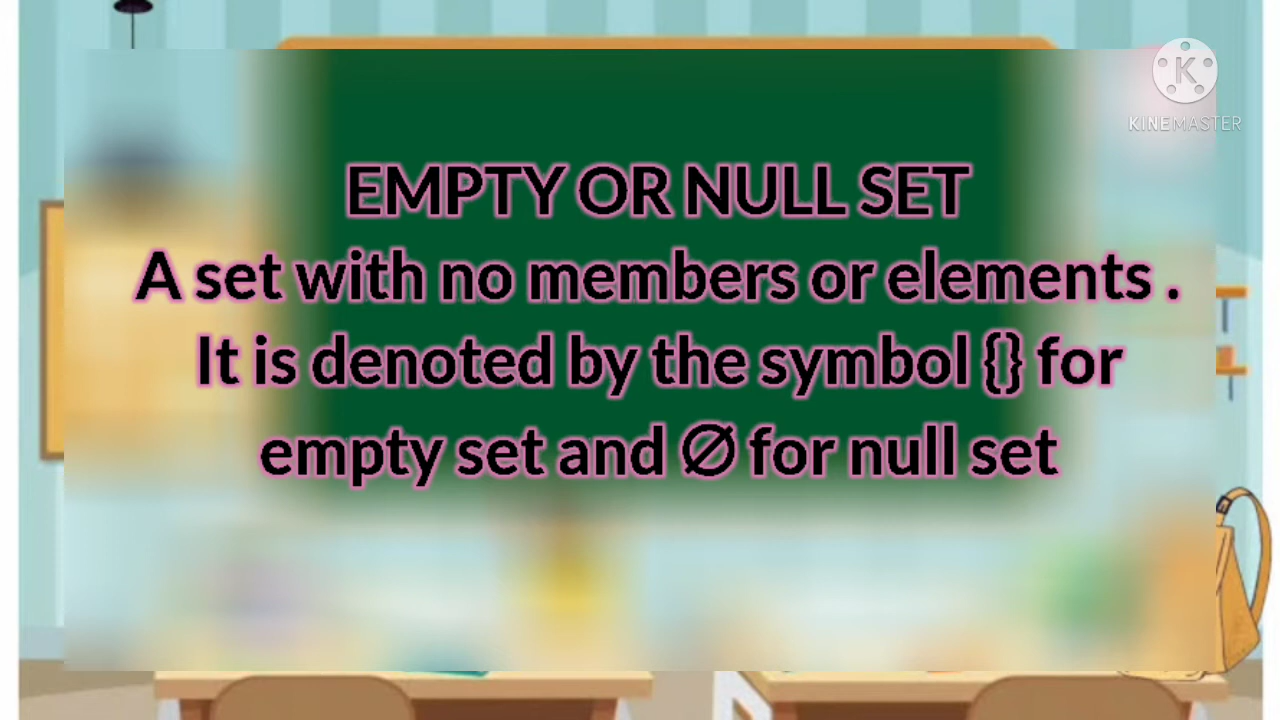 KINEMASTER
EMPTY OR NULL SET
A set with no members or elements .
It is denoted by the symbol {} for
empty set and ∅ for null set